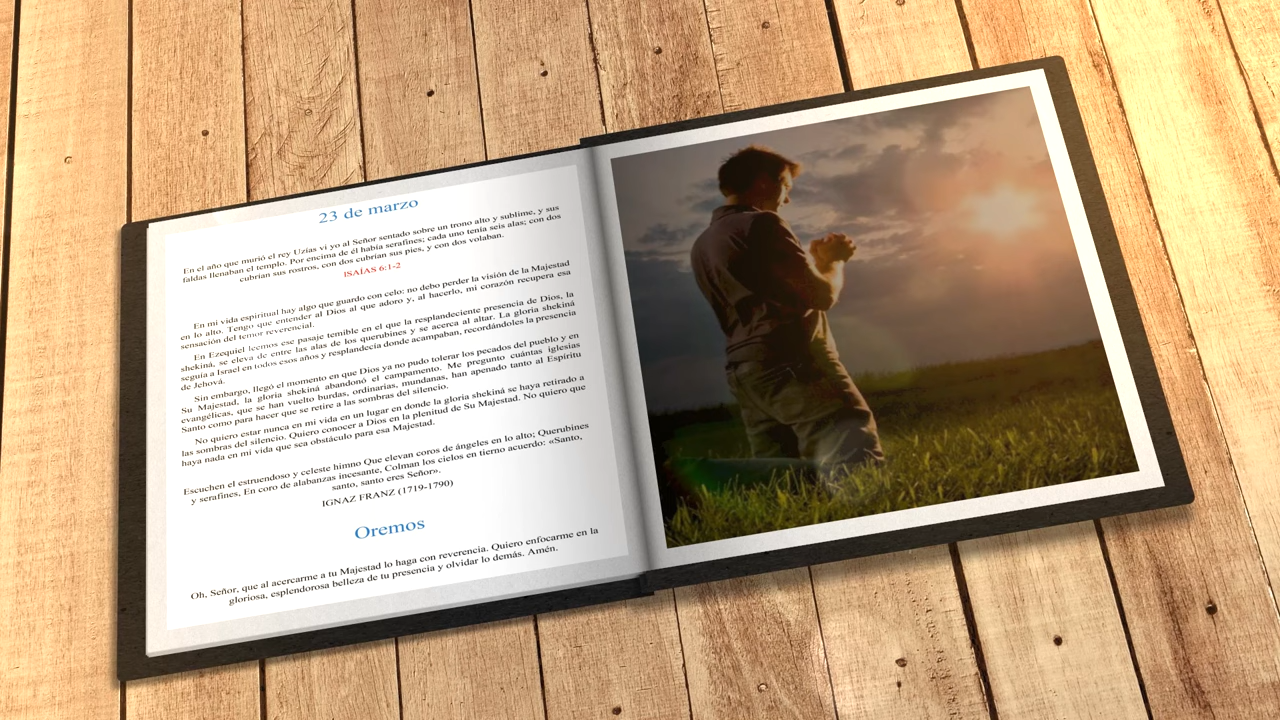 23 de marzo
En el año que murió el rey Uzías vi yo al Señor sentado sobre un trono alto y sublime, y sus
faldas llenaban el templo. Por encima de él había serafines; cada uno tenía seis alas; con dos
cubrían sus rostros, con dos cubrían sus pies, y con dos volaban.
ISAÍAS 6:1-2
En mi vida espiritual hay algo que guardo con celo: no debo perder la visión de la Majestad
en lo alto. Tengo que entender al Dios al que adoro y, al hacerlo, mi corazón recupera esa
sensación del temor reverencial.
En Ezequiel leemos ese pasaje temible en el que la resplandeciente presencia de Dios, la
shekiná, se eleva de entre las alas de los querubines y se acerca al altar. La gloria shekiná
seguía a Israel en todos esos años y resplandecía donde acampaban, recordándoles la presencia
de Jehová.
Sin embargo, llegó el momento en que Dios ya no pudo tolerar los pecados del pueblo y en
Su Majestad, la gloria shekiná abandonó el campamento. Me pregunto cuántas iglesias
evangélicas, que se han vuelto burdas, ordinarias, mundanas, han apenado tanto al Espíritu
Santo como para hacer que se retire a las sombras del silencio.
No quiero estar nunca en mi vida en un lugar en donde la gloria shekiná se haya retirado a
las sombras del silencio. Quiero conocer a Dios en la plenitud de Su Majestad. No quiero que
haya nada en mi vida que sea obstáculo para esa Majestad.
Escuchen el estruendoso y celeste himno Que elevan coros de ángeles en lo alto; Querubines
y serafines, En coro de alabanzas incesante, Colman los cielos en tierno acuerdo: «Santo,
santo, santo eres Señor».
IGNAZ FRANZ (1719-1790)
Oremos
Oh, Señor, que al acercarme a tu Majestad lo haga con reverencia. Quiero enfocarme en la
gloriosa, esplendorosa belleza de tu presencia y olvidar lo demás. Amén.